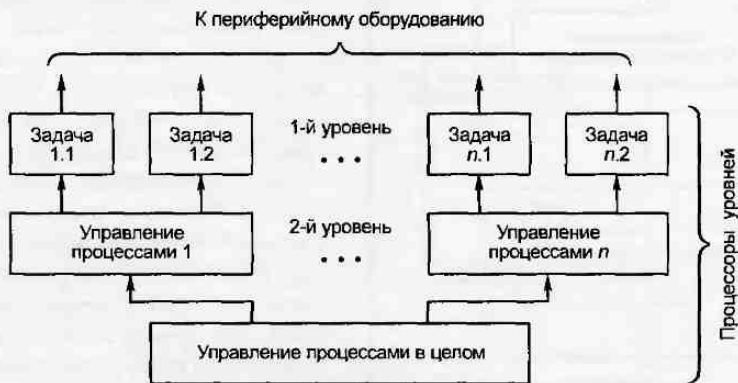 К периферийному оборудованию
Задача
1.1
Задача
1.2
1-й уровень
• • •
Задача
n.1
Задача
n.2
Управление
процессами 1
2-й уровень
• • •
Управление
процессами n
Управление процессами в целом
Процессоры уровней